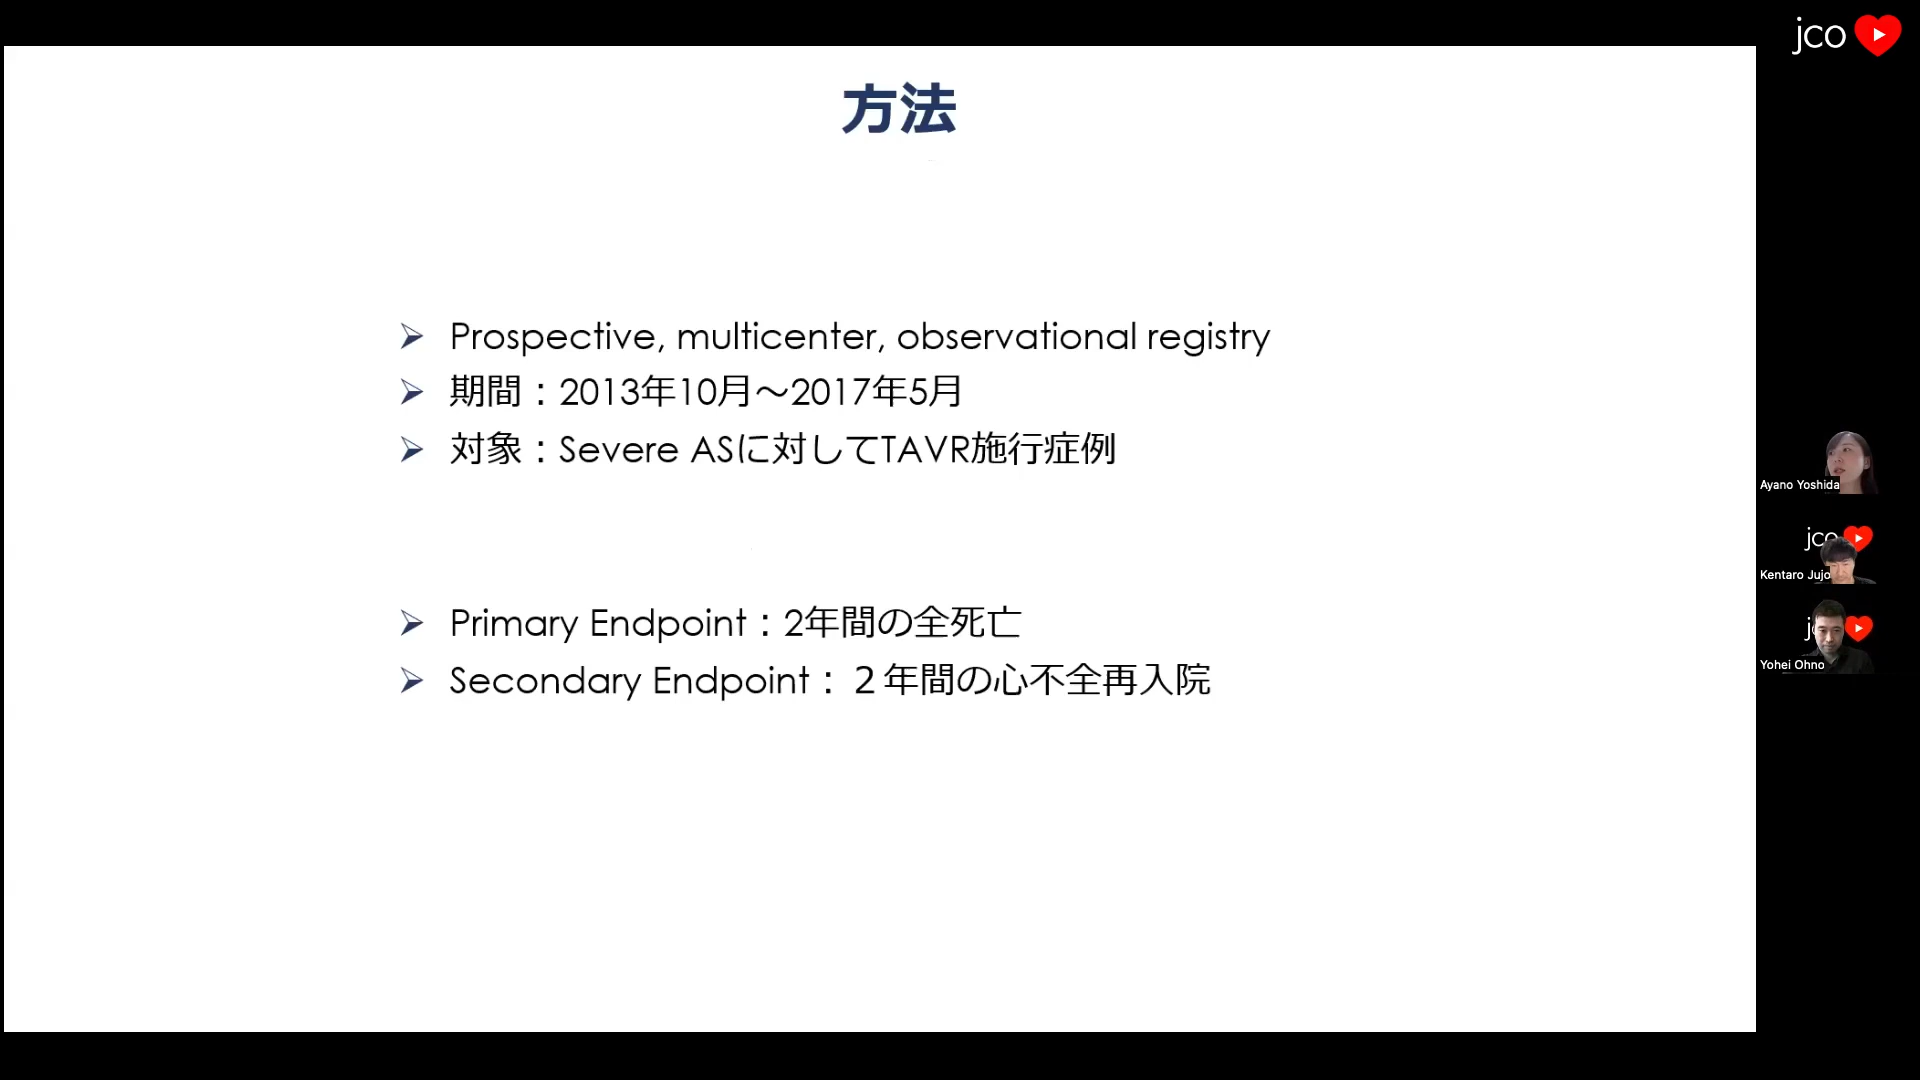 jco
方法
➢ Prospective, multicenter, observational registry
➢ 期間：2013年10月～2017年5月
➢ 対象：Severe ASに対してTAVR施行症例
➢ Primary Endpoint：2年間の全死亡
➢ Secondary Endpoint：２年間の心不全再入院
Ayano Yoshida
jco
Kentaro Jujo
j
Yohei Ohno